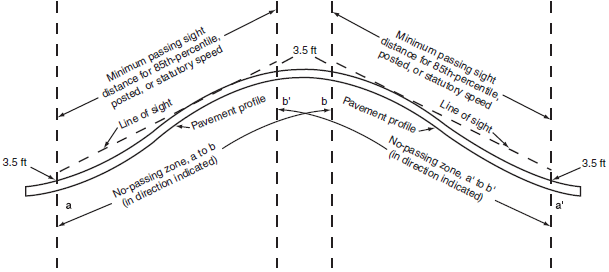 Minimum passing sight
distance for 85th-percentile,
posted, or statutory speed
Minimum passing sight
distance for 85th-percentile,
posted, or statutory speed
3.5 ft
Line of sight
Line of sight
Pavement profile
b'
b
Pavement profile
3.5 ft
3.5 ft
No-passing zone, a to b
(in direction indicated)
No-passing zone, a' to b'
(in direction indicated)
a
a'